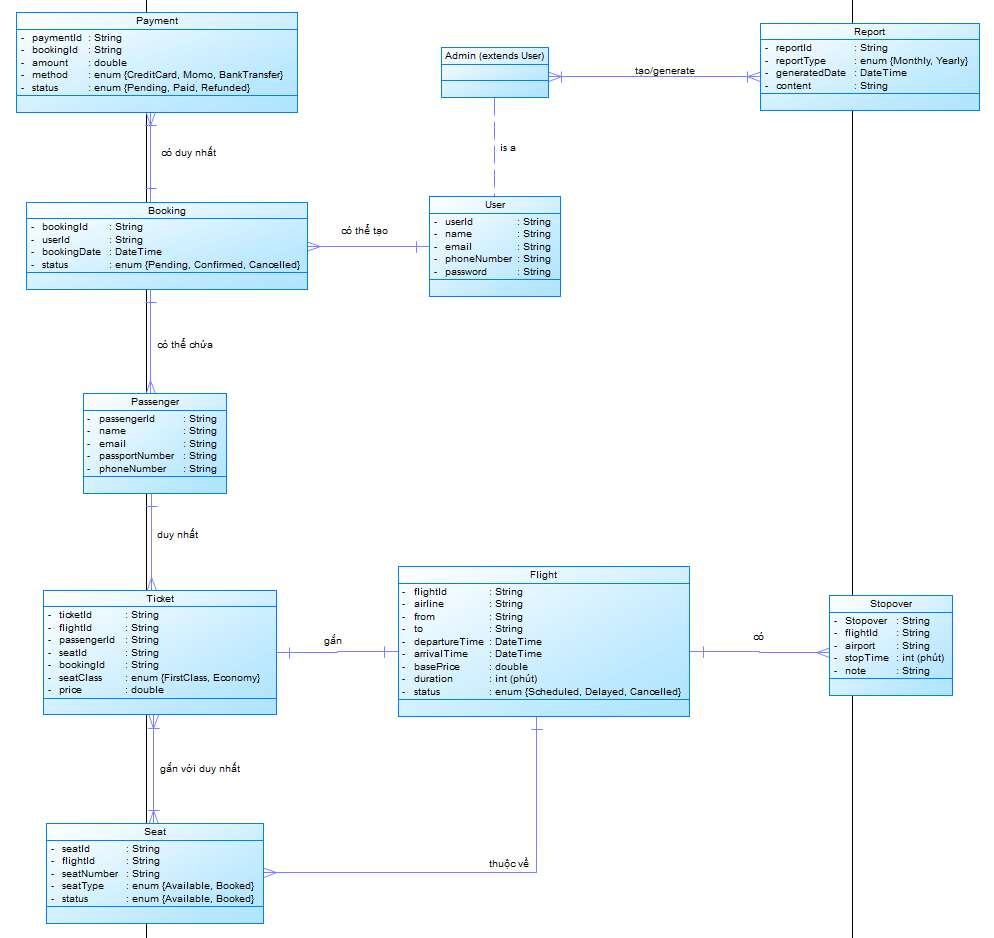 Payment
- paymentId : String
- bookingId : String
- amount : double
- method : enum {CreditCard, Momo, BankTransfer}
- status : enum {Pending, Paid, Refunded}
Admin (extends User)
tạo/generate
Report
- reportId : String
- reportType : enum {Monthly, Yearly}
- generatedDate : DateTime
- content : String
có duy nhất
is a
Booking
- bookingId : String
- userId : String
- bookingDate : DateTime
- status : enum {Pending, Confirmed, Cancelled}
có thể tạo
User
- userId : String
- name : String
- email : String
- phoneNumber : String
- password : String
có thể chứa
Passenger
- passengerId : String
- name : String
- email : String
- passportNumber : String
- phoneNumber : String
duy nhất
Ticket
- ticketId : String
- flightId : String
- passengerId : String
- seatId : String
- bookingId : String
- seatClass : enum {FirstClass, Economy}
- price : double
gắn
Flight
- flightId : String
- airline : String
- from : String
- to : String
- departureTime : DateTime
- arrivalTime : DateTime
- basePrice : double
- duration : int (phút)
- status : enum {Scheduled, Delayed, Cancelled}
có
Stopover
- Stopover : String
- flightId : String
- airport : String
- stopTime : int (phút)
- note : String
gắn với duy nhất
Seat
- seatId : String
- flightId : String
- seatNumber : String
- seatType : enum {Available, Booked}
- status : enum {Available, Booked}
thuộc về